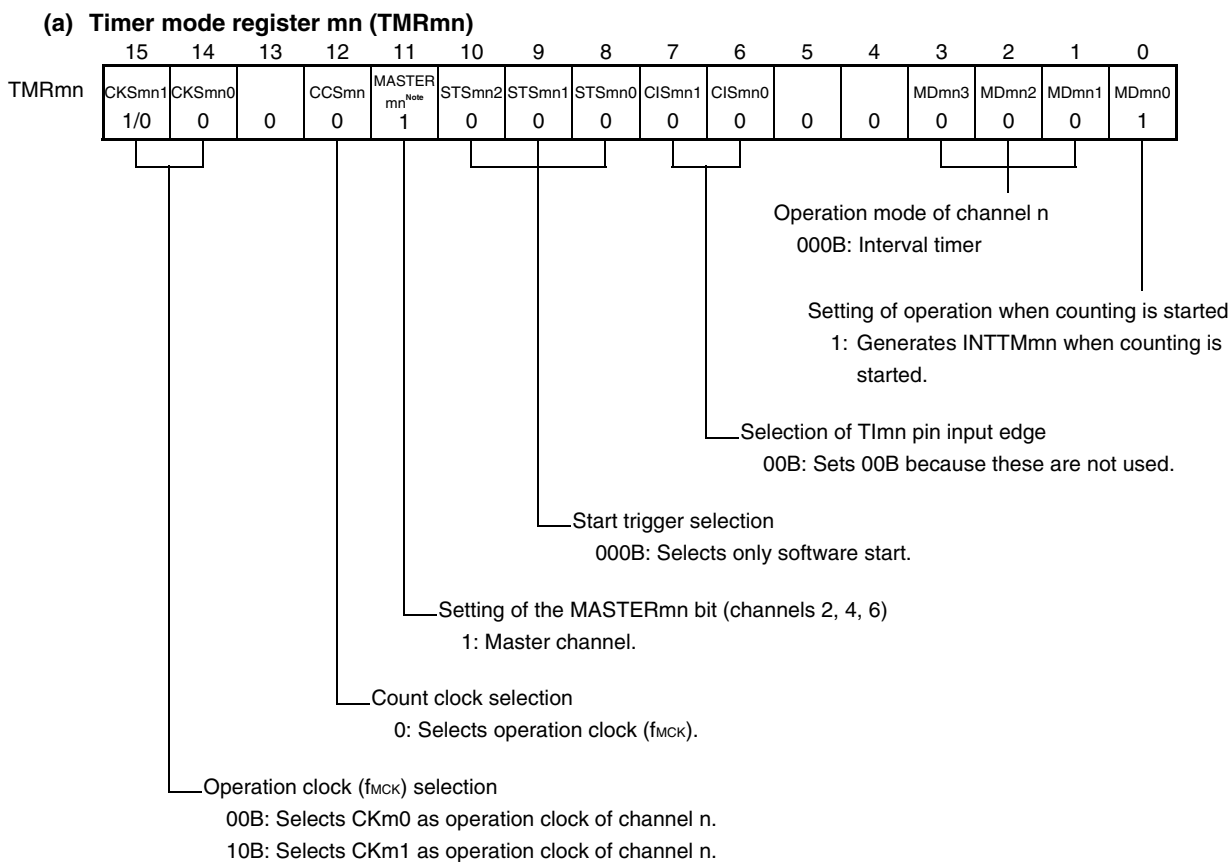 (a) Timer mode register mn (TMRmn)
15 14 13 12 11 10 9 8 7 6 5 4 3 2 1 0
TMRmn CKSmn1 CKSmn0 CCSmn MASTER mnNote STSmn2 STSmn1 STSmn0 CISmn1 CISmn0 MDmn3 MDmn2 MDmn1 MDmn0
1/0 0 0 0 1 0 0 0 0 0 0 0 0 0 0 1
Operation mode of channel n
000B: Interval timer
Setting of operation when counting is started
1: Generates INTTMmn when counting is
started.
Selection of TImn pin input edge
00B: Sets 00B because these are not used.
Start trigger selection
000B: Selects only software start.
Setting of the MASTERmn bit (channels 2, 4, 6)
1: Master channel.
Count clock selection
0: Selects operation clock (fMCK).
Operation clock (fMCK) selection
00B: Selects CKm0 as operation clock of channel n.
10B: Selects CKm1 as operation clock of channel n.